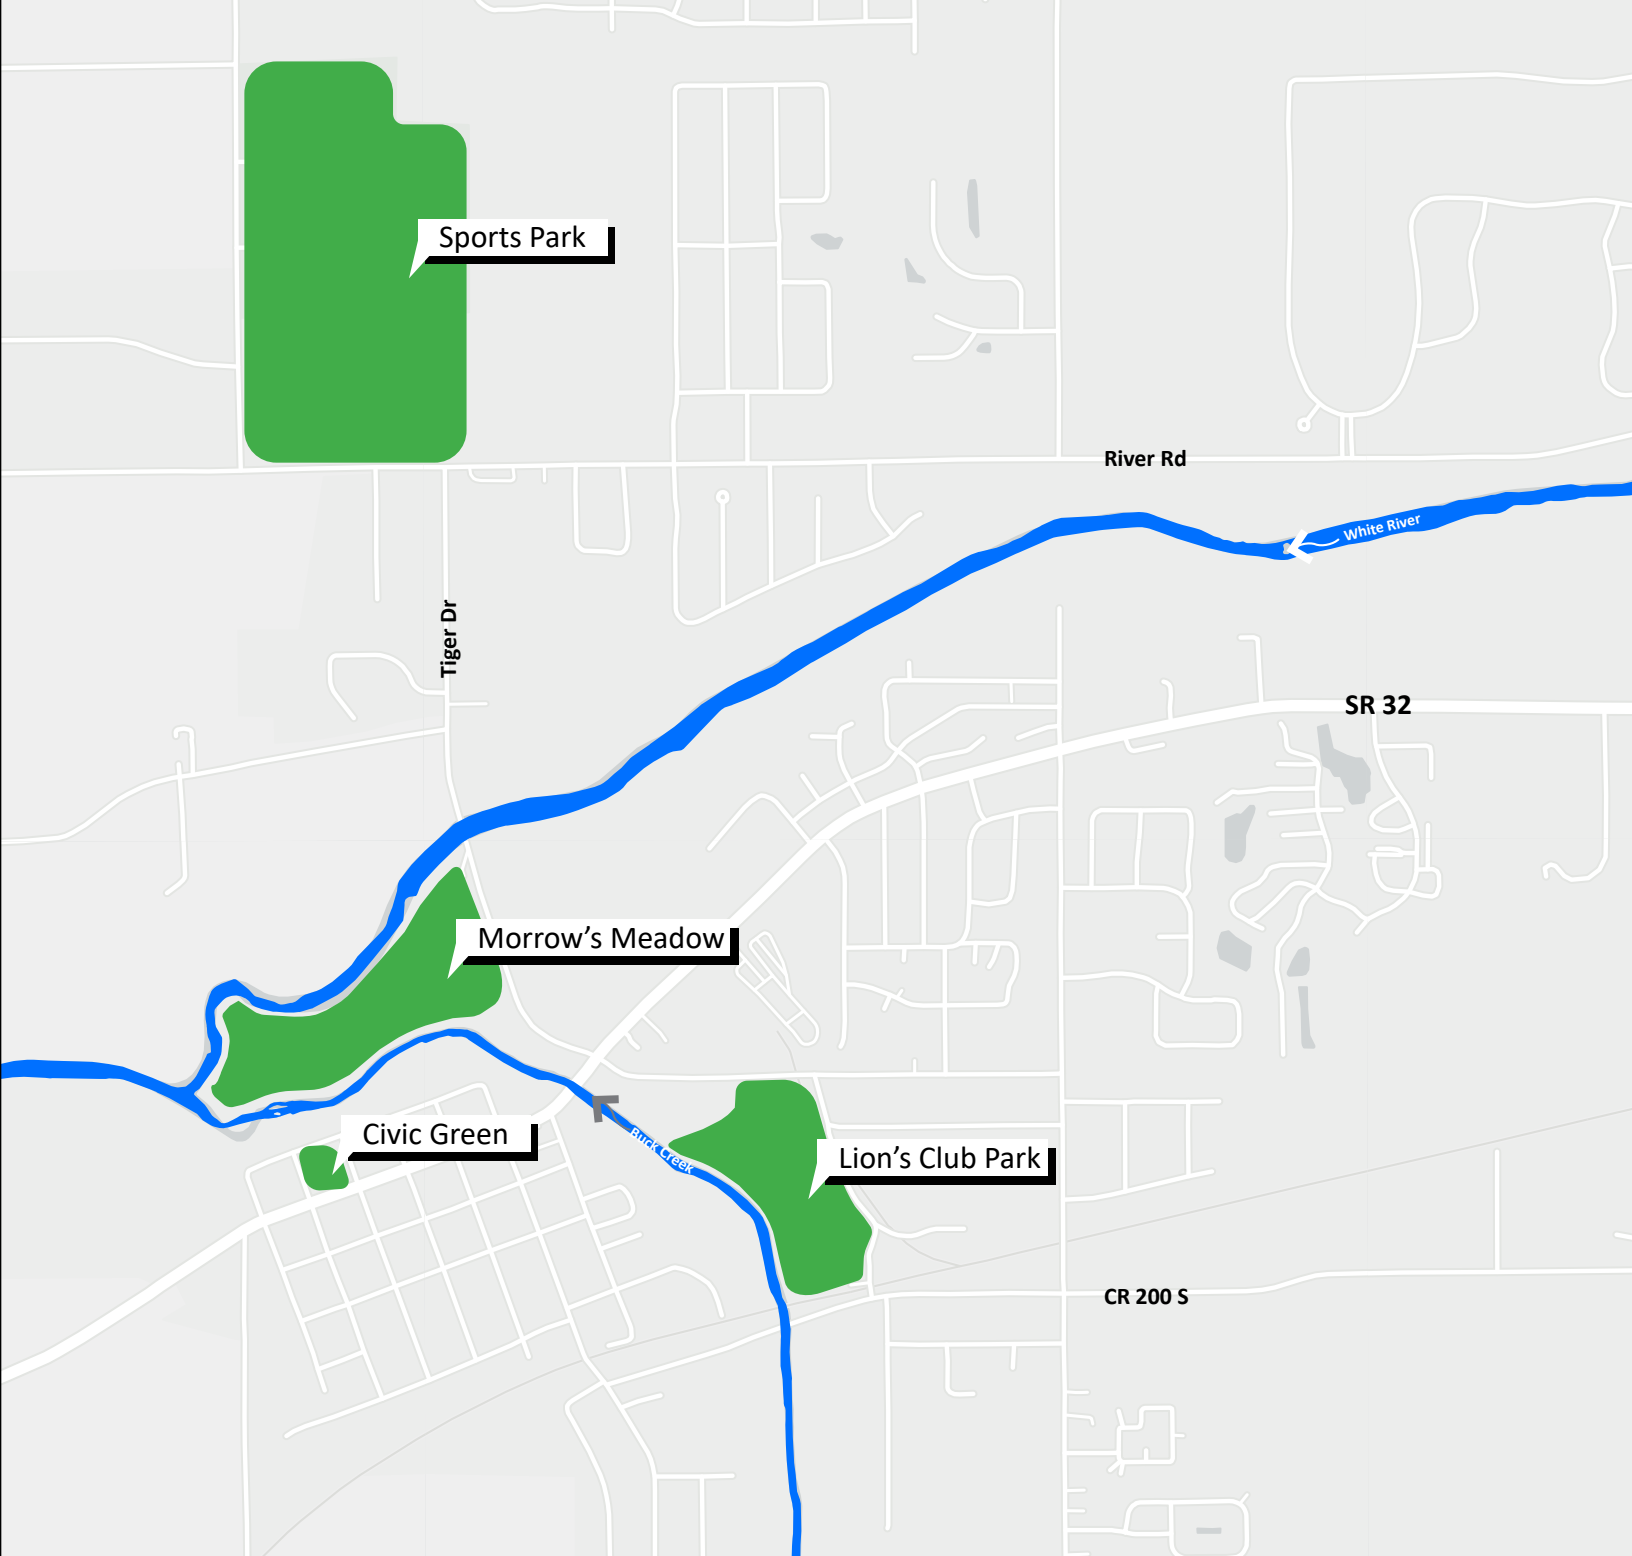 Sports Park
River Rd
White River
Tiger Dr
SR 32
Morrow’s Meadow
Civic Green
Buck Creek
Lion’s Club Park
CR 200 S